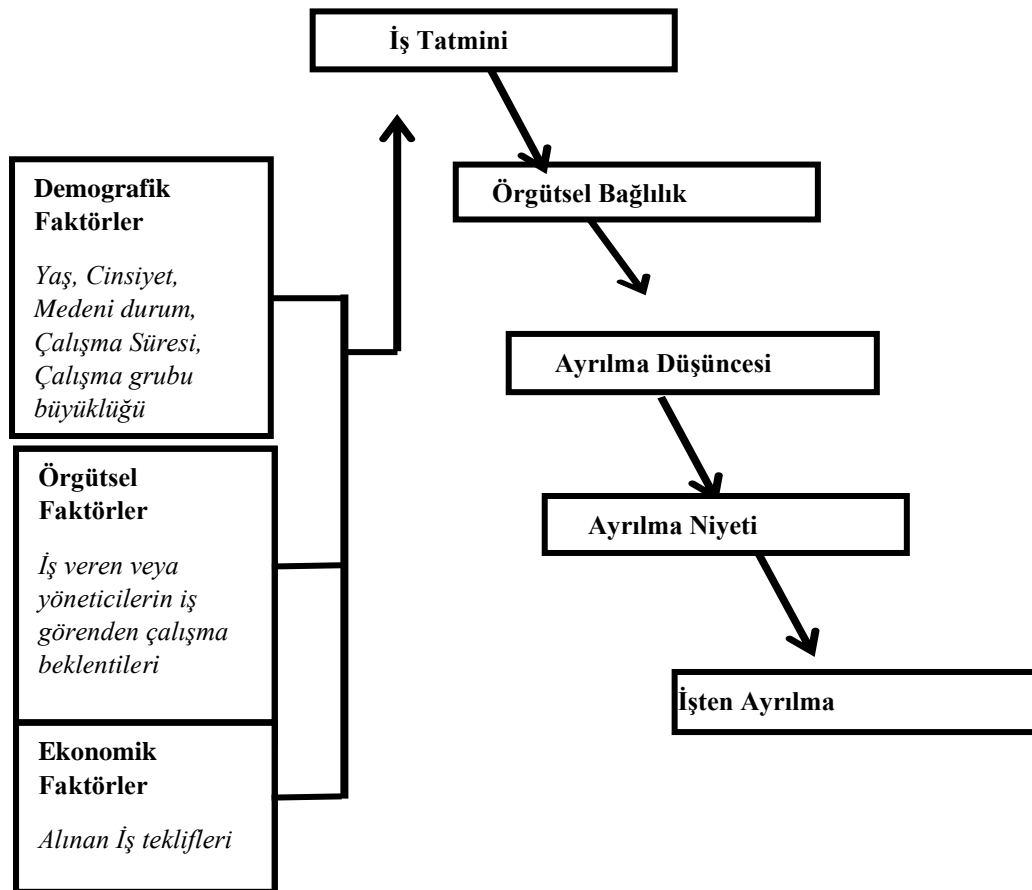 İş Tatmini
Örgütsel Bağlılık
Ayrılma Düşüncesi
Ayrılma Niyeti
İşten Ayrılma
Demografik
Faktörler
Yaş, Cinsiyet,
Medeni durum,
Çalışma Süresi,
Çalışma grubu
büyüklüğü
Örgütsel
Faktörler
İş veren veya
yöneticilerin iş
görenden çalışma
beklentileri
Ekonomik
Faktörler
Alınan İş teklifleri